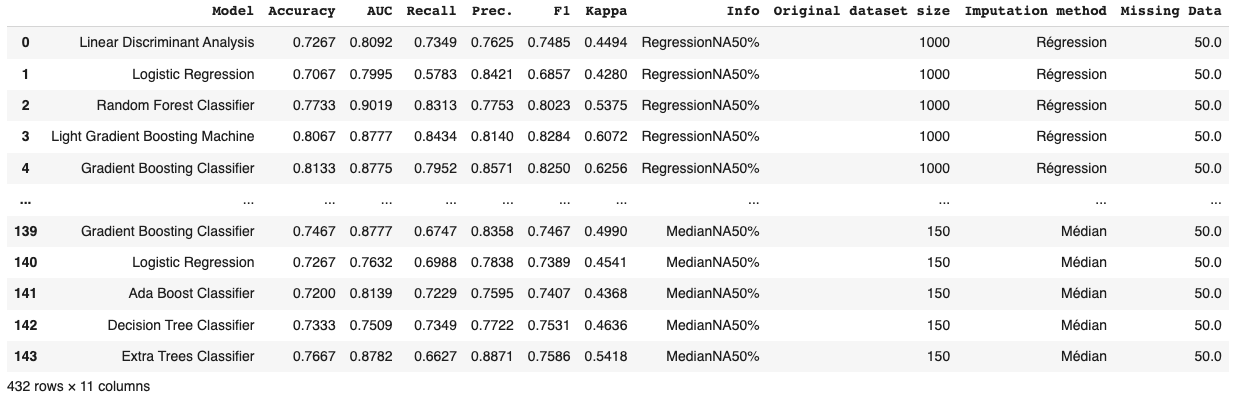 Model Accuracy AUC Recall Prec. F1 Kappa Info Original dataset size Imputation method Missing Data
0 Linear Discriminant Analysis 0.7267 0.8092 0.7349 0.7625 0.7485 0.4494 RegressionNA50% 1000 Régression 50.0
1 Logistic Regression 0.7067 0.7995 0.5783 0.8421 0.6857 0.4280 RegressionNA50% 1000 Régression 50.0
2 Random Forest Classifier 0.7733 0.9019 0.8313 0.7753 0.8023 0.5375 RegressionNA50% 1000 Régression 50.0
3 Light Gradient Boosting Machine 0.8067 0.8777 0.8434 0.8140 0.8284 0.6072 RegressionNA50% 1000 Régression 50.0
4 Gradient Boosting Classifier 0.8133 0.8775 0.7952 0.8571 0.8250 0.6256 RegressionNA50% 1000 Régression 50.0
... ... ... ... ... ... ... ... ... ... ... ...
139 Gradient Boosting Classifier 0.7467 0.8777 0.6747 0.8358 0.7467 0.4990 MedianNA50% 150 Médian 50.0
140 Logistic Regression 0.7267 0.7632 0.6988 0.7838 0.7389 0.4541 MedianNA50% 150 Médian 50.0
141 Ada Boost Classifier 0.7200 0.8139 0.7229 0.7595 0.7407 0.4368 MedianNA50% 150 Médian 50.0
142 Decision Tree Classifier 0.7333 0.7509 0.7349 0.7722 0.7531 0.4636 MedianNA50% 150 Médian 50.0
143 Extra Trees Classifier 0.7667 0.8782 0.6627 0.8871 0.7586 0.5418 MedianNA50% 150 Médian 50.0
432 rows × 11 columns